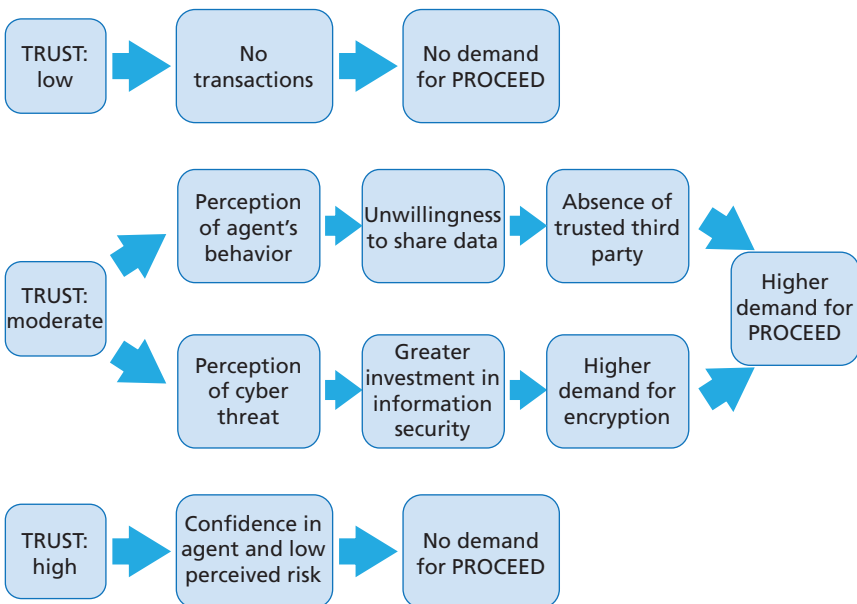 TRUST:
low
No
transactions
No demand
for PROCEED
TRUST:
moderate
Perception
of agent's
behavior
Unwillingness
to share data
Absence of
trusted third
party
Perception
of cyber
threat
Greater
investment in
information
security
Higher
demand for
encryption
Higher
demand for
PROCEED
TRUST:
high
Confidence in
agent and low
perceived risk
No demand
for PROCEED